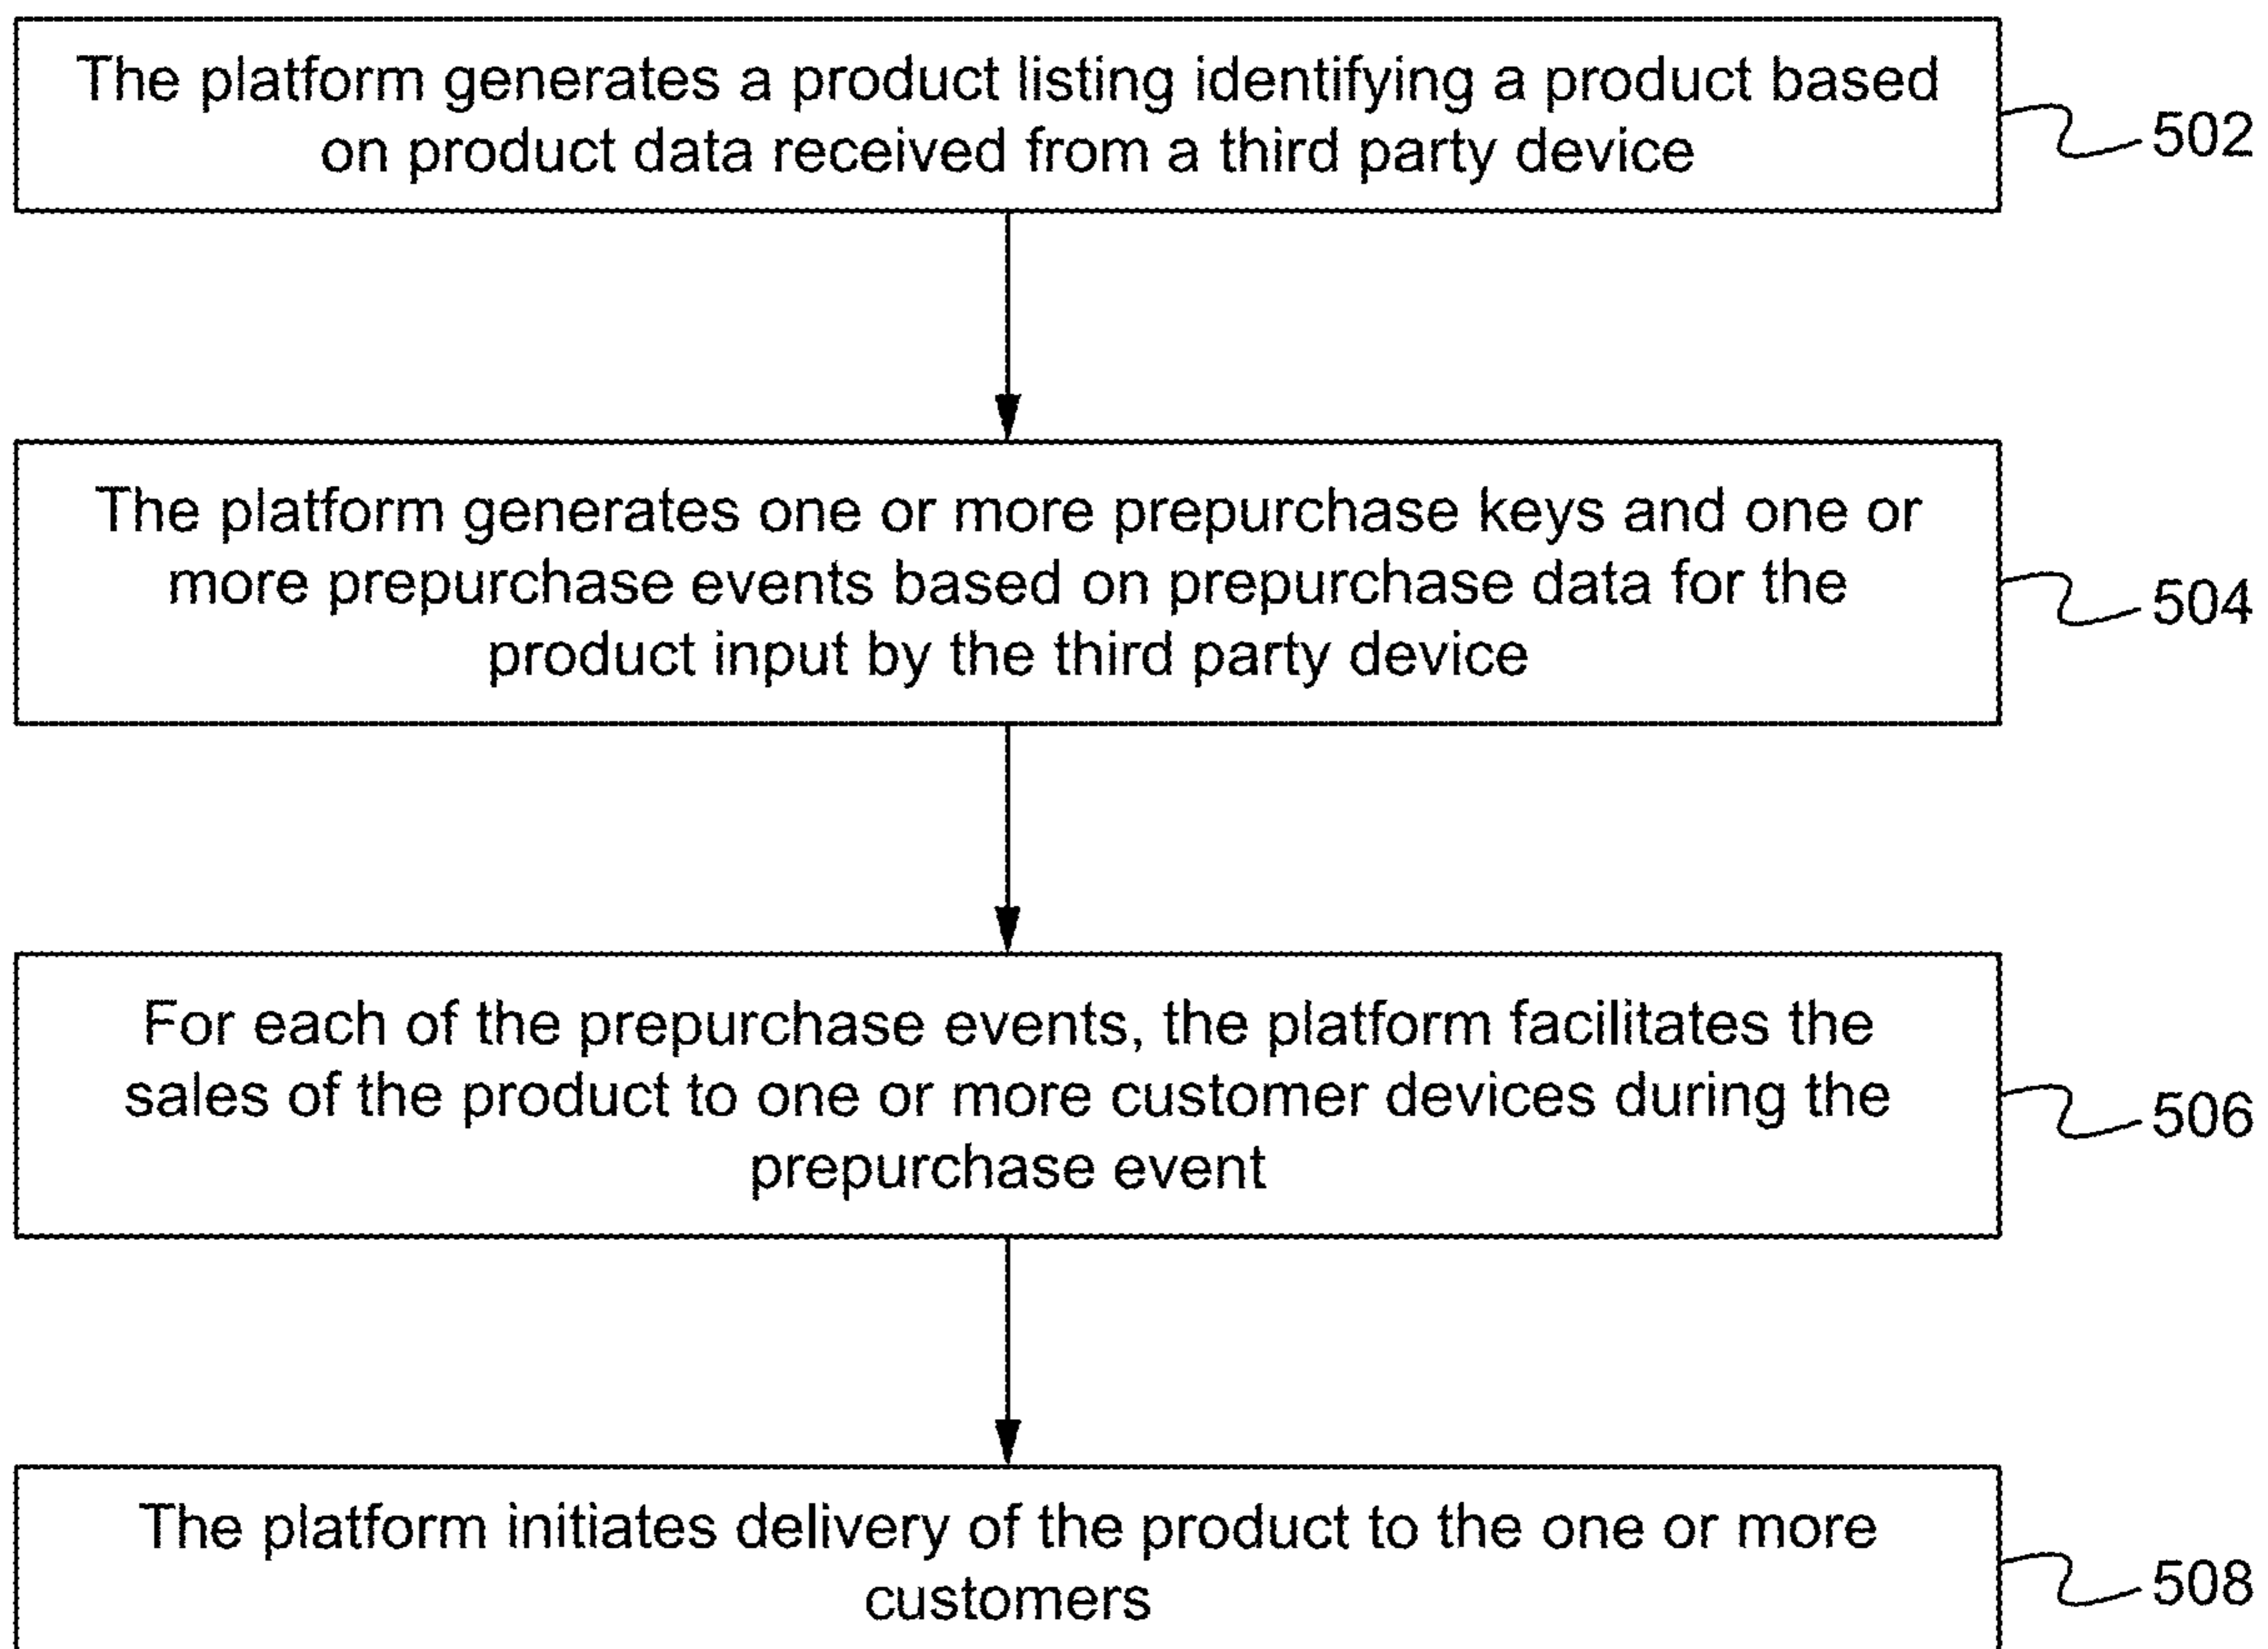 The platform generates a product listing identifying a product based
on product data received from a third party device
502
The platform generates one or more prepurchase keys and one or
more prepurchase events based on prepurchase data for the
product input by the third party device
504
For each of the prepurchase events, the platform facilitates the
sales of the product to one or more customer devices during the
prepurchase event
506
The platform initiates delivery of the product to the one or more
customers
508